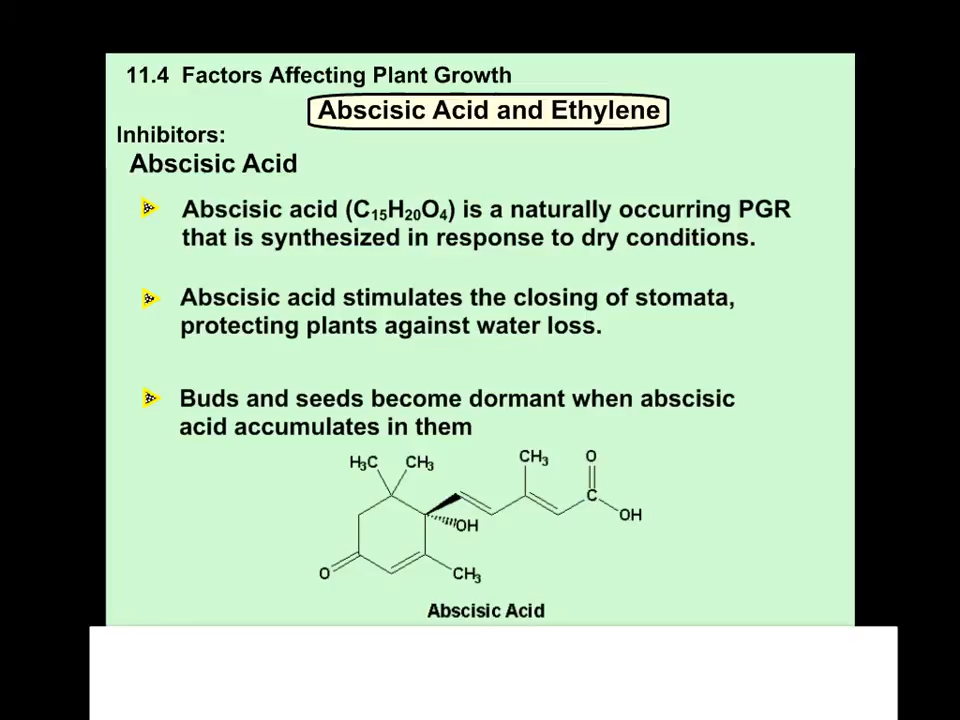 11.4 Factors Affecting Plant Growth
Abscisic Acid and Ethylene
Inhibitors:
Abscisic Acid
Abscisic acid (C₁₅H₂₀O₄) is a naturally occurring PGR
that is synthesized in response to dry conditions.
Abscisic acid stimulates the closing of stomata,
protecting plants against water loss.
Buds and seeds become dormant when abscisic
acid accumulates in them
H₃C CH₃ CH₃ O
C
OH
OH
O CH₃
Abscisic Acid